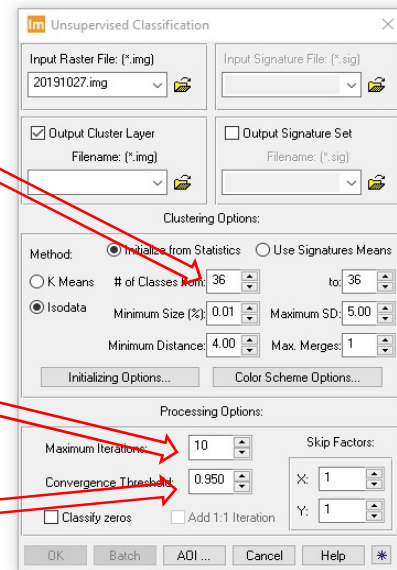 Im Unsupervised Classification
Input Raster File: (*.img) Input Signature File: (*.sig)
20191027.img
Output Cluster Layer Output Signature Set
Filename: (*.img) Filename: (*.sig)
Clustering Options:
Method: Initialize from Statistics Use Signatures Means
K Means # of Classes from: 36 to: 36
Isodata Minimum Size (%): 0.01 Maximum SD: 5.00
Minimum Distance: 4.00 Max. Merges: 1
Initializing Options... Color Scheme Options...
Processing Options:
Maximum Iterations: 10 Skip Factors:
Convergence Threshold: 0.950 X: 1
Classify zeros Add 1:1 Iteration Y: 1
OK Batch AOI ... Cancel Help